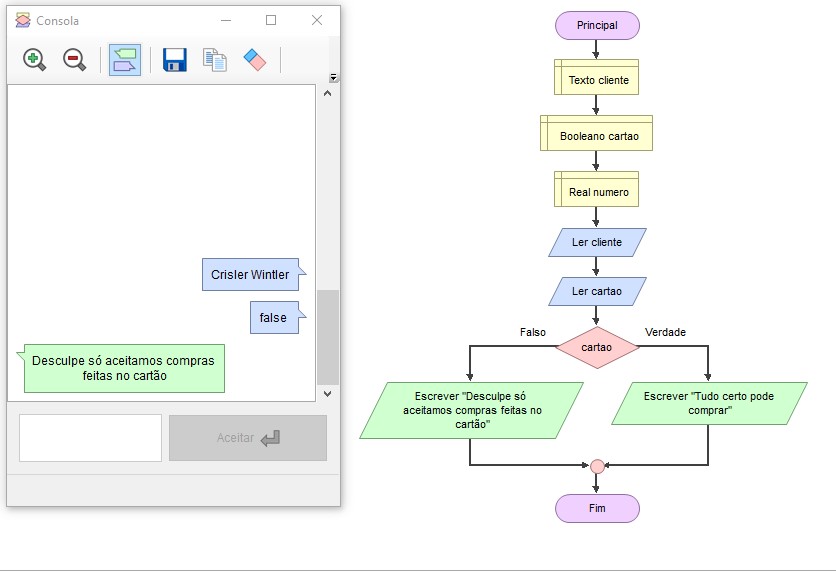 Consola
Crisler Wintler
false
Desculpe só aceitamos compras
feitas no cartão
Aceitar
Principal
Texto cliente
Booleano cartao
Real numero
Ler cliente
Ler cartao
Falso
Verdade
cartao
Escrever "Desculpe só
aceitamos compras feitas no
cartão"
Escrever "Tudo certo pode
comprar"
Fim